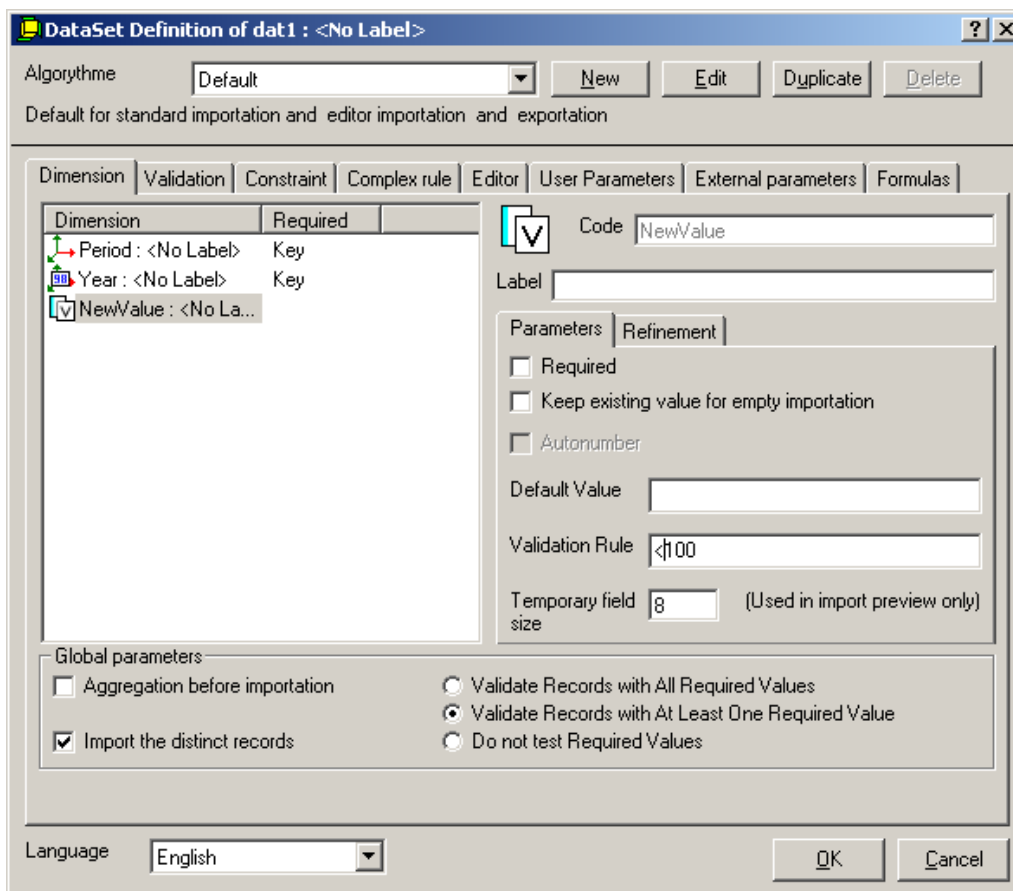 DataSet Definition of dat1 : <No Label>
Algorythme Default New Edit Duplicate Delete
Default for standard importation and editor importation and exportation
Dimension Validation Constraint Complex rule Editor User Parameters External parameters Formulas
Dimension Required
Period : <No Label> Key
Year : <No Label> Key
NewValue : <No La...
Code NewValue
Label
Parameters Refinement
Required
Keep existing value for empty importation
Autonumber
Default Value
Validation Rule <100
Temporary field size 8 (Used in import preview only)
Global parameters
Aggregation before importation
Import the distinct records
Validate Records with All Required Values
Validate Records with At Least One Required Value
Do not test Required Values
Language English OK Cancel